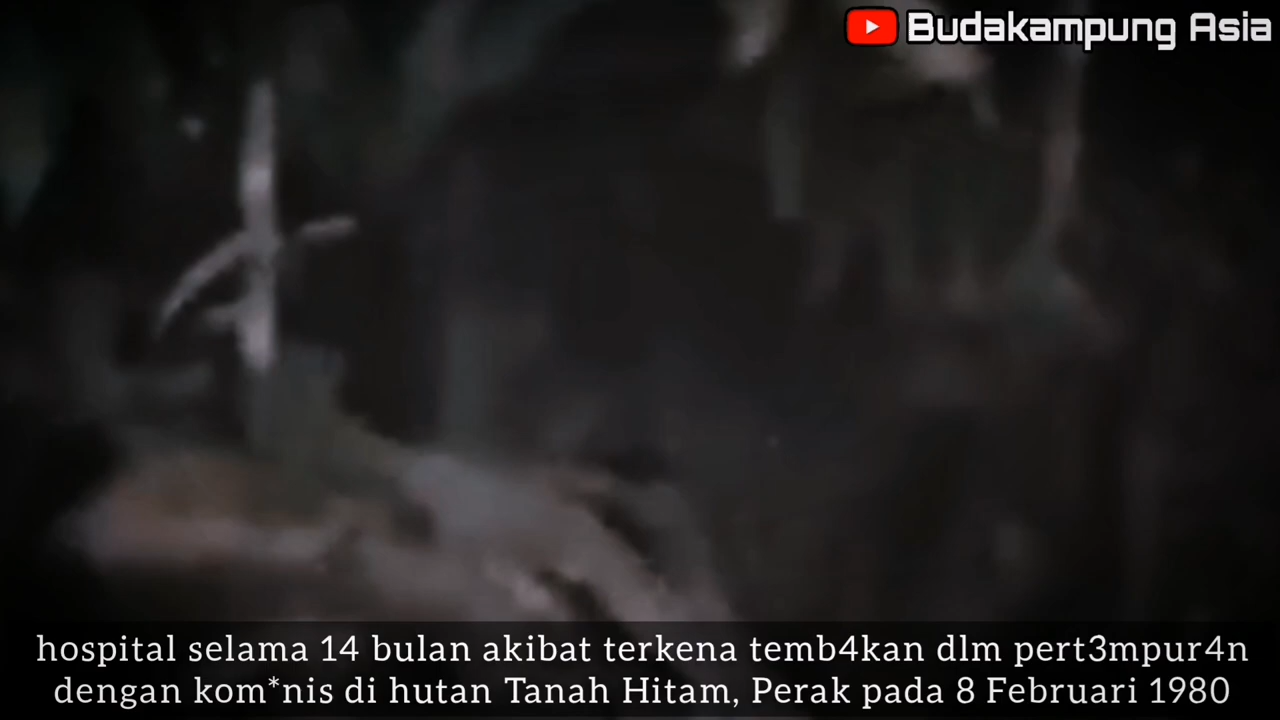 Budakampung Asia
hospital selama 14 bulan akibat terkena temb4kan dlm pert3mpur4n
dengan kom*nis di hutan Tanah Hitam, Perak pada 8 Februari 1980